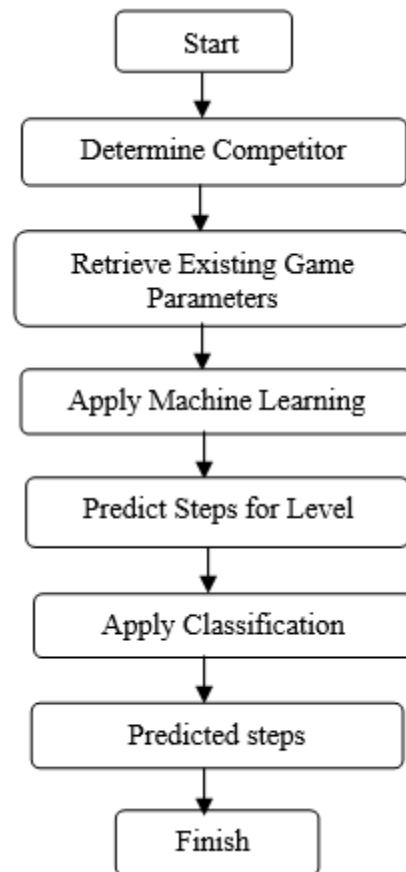 Start
Determine Competitor
Retrieve Existing Game
Parameters
Apply Machine Learning
Predict Steps for Level
Apply Classification
Predicted steps
Finish